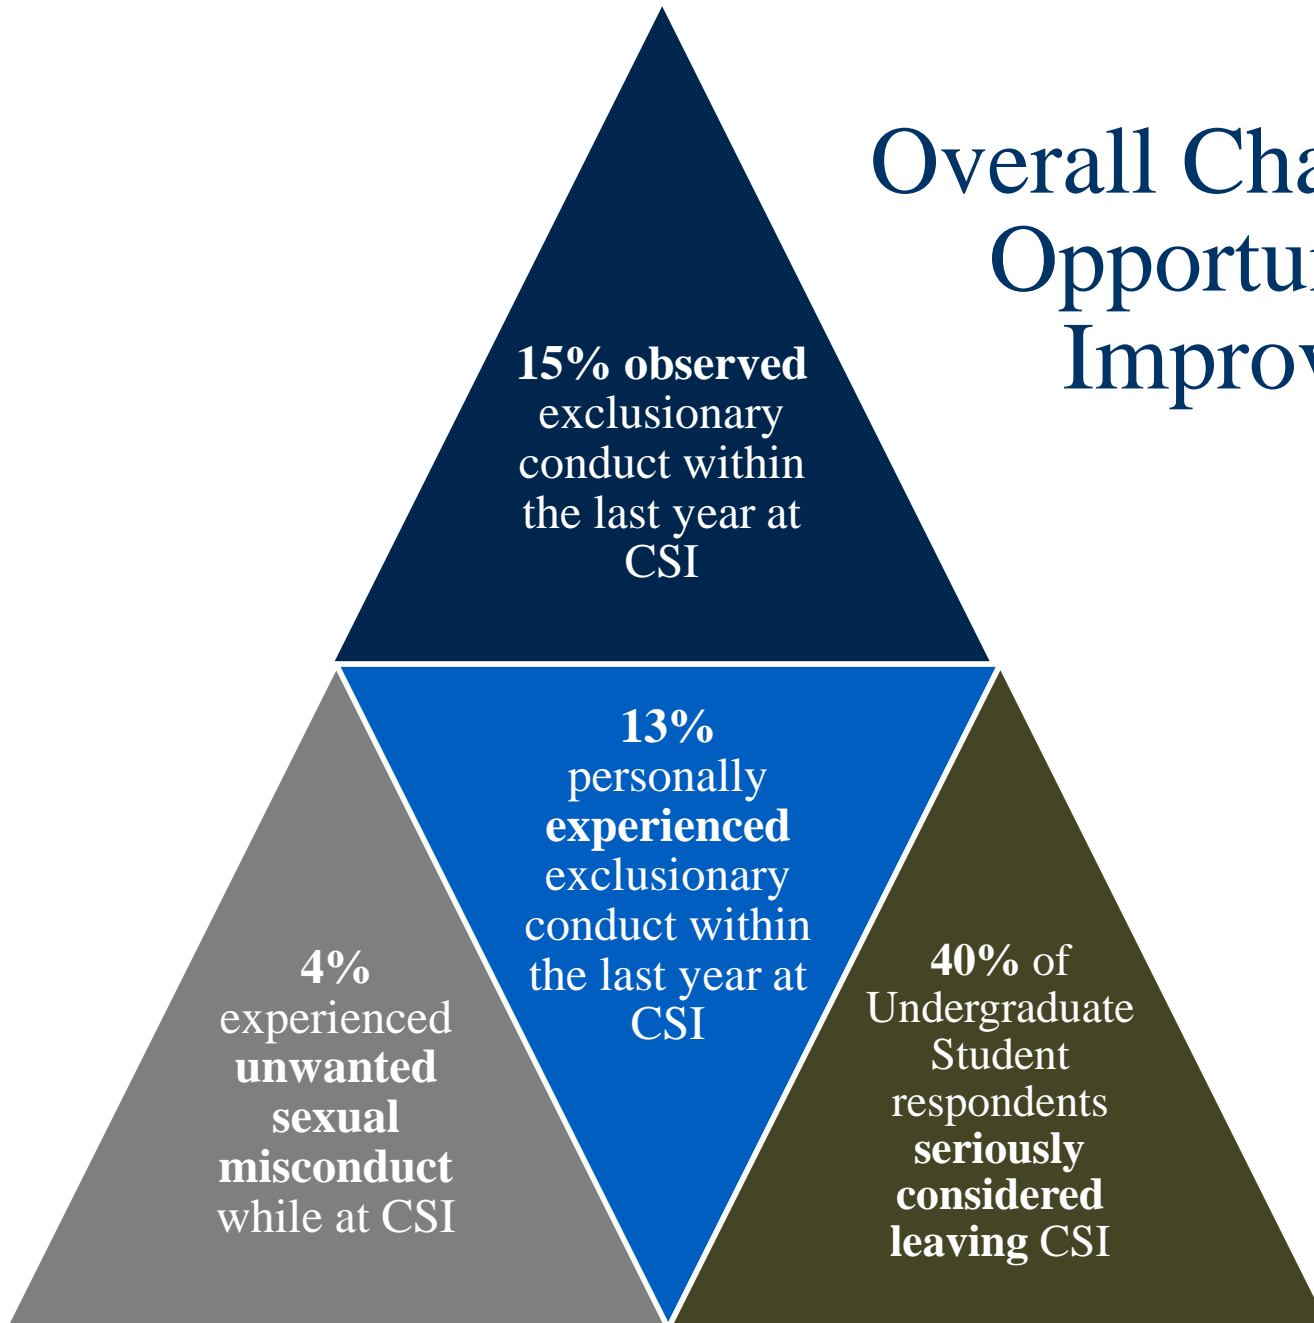 Overall Cha
Opportu
Improv
15% observed
exclusionary
conduct within
the last year at
CSI
13%
personally
experienced
exclusionary
conduct within
the last year at
CSI
4%
experienced
unwanted
sexual
misconduct
while at CSI
40% of
Undergraduate
Student
respondents
seriously
considered
leaving CSI